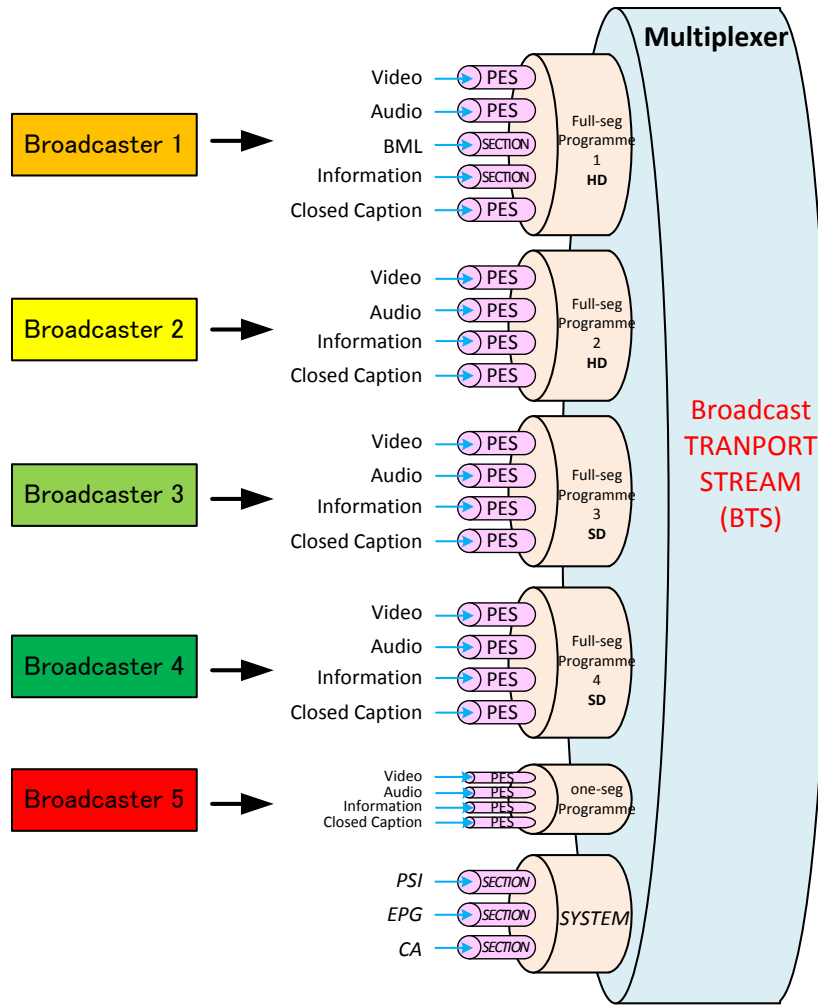 Multiplexer
Broadcaster 1
Video PES
Audio PES
BML SECTION
Information SECTION
Closed Caption PES
Full-seg
Programme
1
HD
Broadcaster 2
Video PES
Audio PES
Information PES
Closed Caption PES
Full-seg
Programme
2
HD
Broadcaster 3
Video PES
Audio PES
Information PES
Closed Caption PES
Full-seg
Programme
3
SD
Broadcaster 4
Video PES
Audio PES
Information PES
Closed Caption PES
Full-seg
Programme
4
SD
Broadcaster 5
Video PES
Audio PES
Information PES
Closed Caption PES
one-seg
Programme
PSI SECTION
EPG SECTION
CA SECTION
SYSTEM
Broadcast
TRANPORT
STREAM
(BTS)